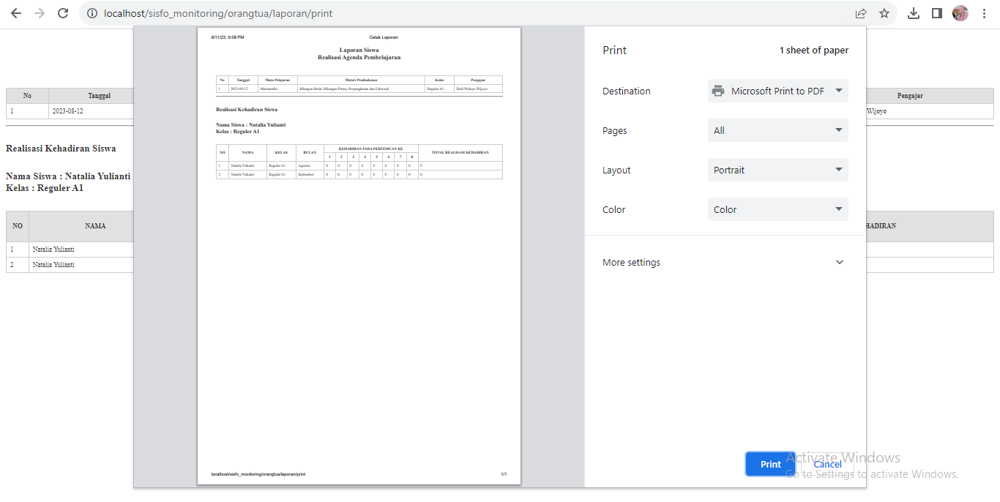 localhost/sisfo_monitoring/orangtua/laporan/print
No Tanggal
1 2023-08-12
Realisasi Kehadiran Siswa
Nama Siswa : Natalia Yulianti
Kelas : Reguler A1
NO NAMA
1 Natalia Yulianti
2 Natalia Yulianti
8/11/23, 9:08 PM Cetak Laporan
Laporan Siswa
Realisasi Agenda Pembelajaran
No Tanggal Mata Pelajaran Materi Pembahasan Kelas Pengajar
1 2023-08-12 Matematika Bilangan Bulat, Bilangan Prima, Perpangkatan dan Faktorial Reguler A1 Dedi Waluyo Wijoyo
Realisasi Kehadiran Siswa
Nama Siswa : Natalia Yulianti
Kelas : Reguler A1
NO NAMA KELAS BULAN KEHADIRAN PADA PERTEMUAN KE TOTAL REALISASI KEHADIRAN
1 2 3 4 5 6 7 8
1 Natalia Yulianti Reguler A1 Agustus 0 0 0 0 0 0 0 0 0
2 Natalia Yulianti Reguler A1 September 0 0 0 0 0 0 0 0 0
localhost/sisfo_monitoring/orangtua/laporan/print 1/1
Print 1 sheet of paper
Destination Microsoft Print to PDF
Pages All
Layout Portrait
Color Color
More settings
Print Cancel
Pengajar
Wijoyo
HADIRAN
Activate Windows
Go to Settings to activate Windows.